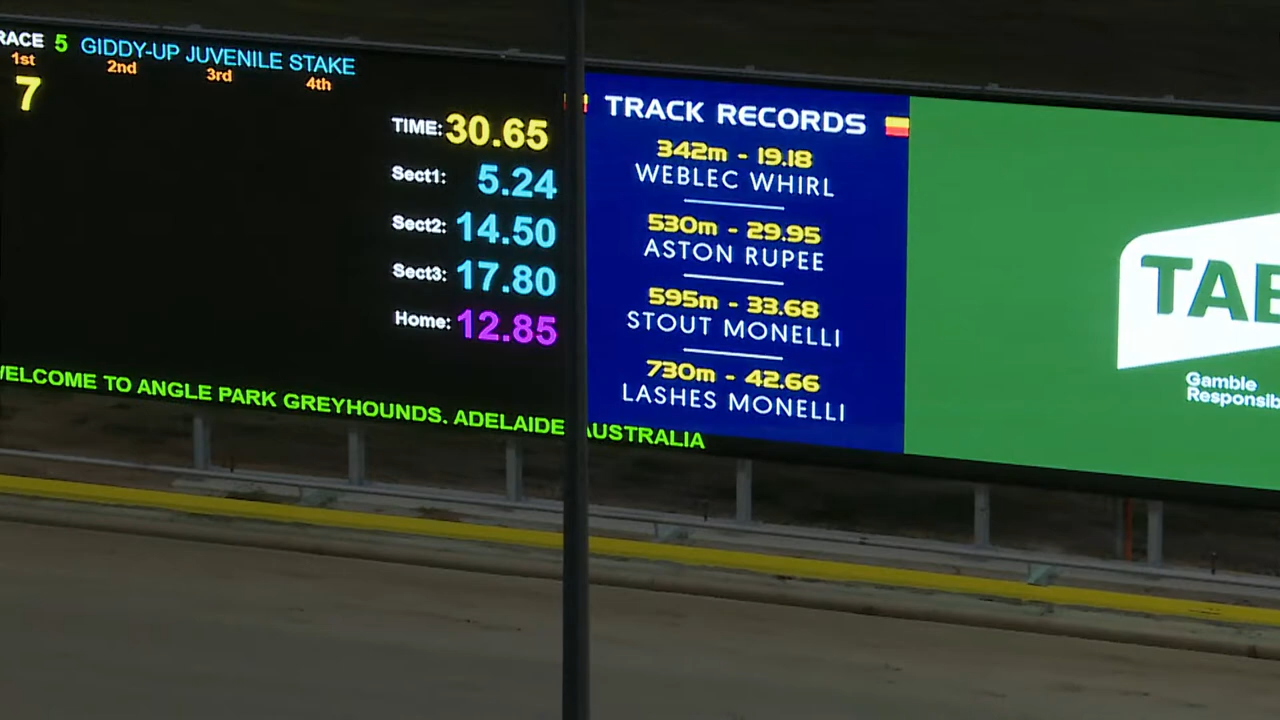 RACE 5 GIDDY-UP JUVENILE STAKE
1st 2nd 3rd 4th
7
TIME: 30.65
Sect1: 5.24
Sect2: 14.50
Sect3: 17.80
Home: 12.85
WELCOME TO ANGLE PARK GREYHOUNDS. ADELAIDE AUSTRALIA
TRACK RECORDS
342m - 19.18
WEBLEC WHIRL
530m - 29.95
ASTON RUPEE
595m - 33.68
STOUT MONELLI
730m - 42.66
LASHES MONELLI
TAB
Gamble
Responsib